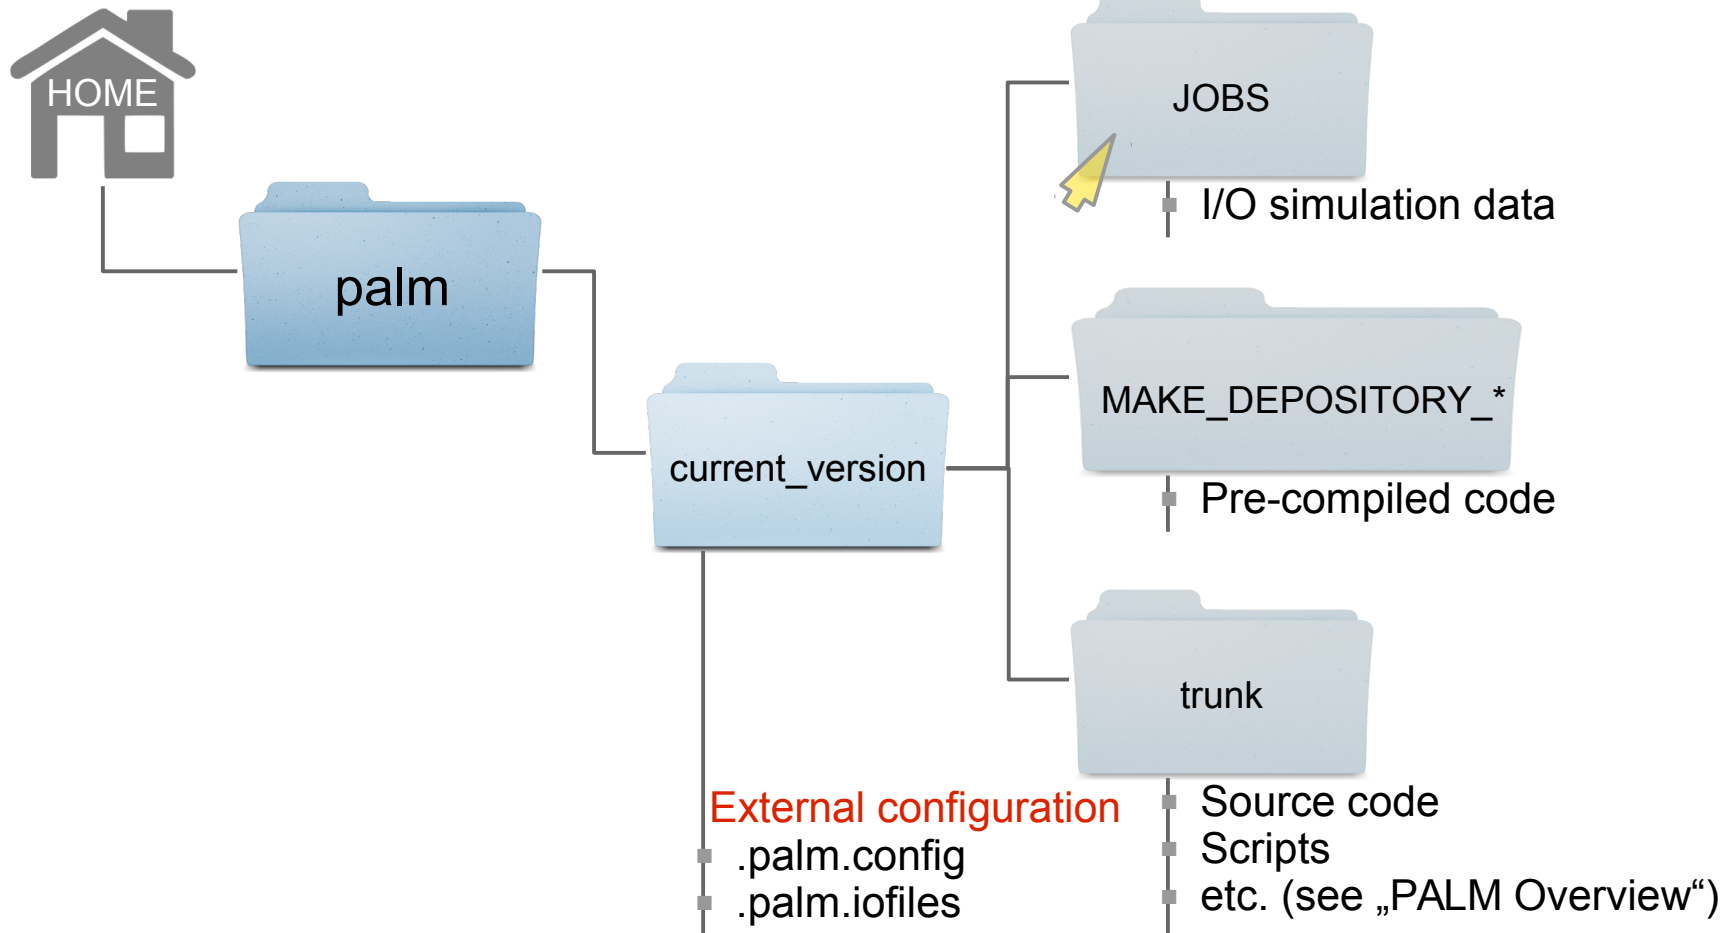 HOME
palm
current_version
External configuration
.palm.config
.palm.iofiles
JOBS
I/O simulation data
MAKE_DEPOSITORY_*
Pre-compiled code
trunk
Source code
Scripts
etc. (see „PALM Overview“)